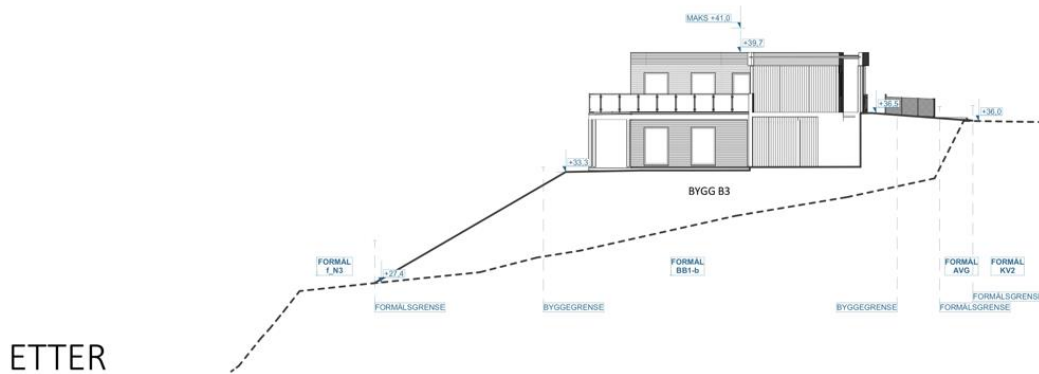 MAKS +41,0
+39,7
+36,5
+36,0
+33,3
BYGG B3
FORMÅL
f_N3
+27,4
FORMÅL
BB1-b
FORMÅL
AVG
FORMÅL
KV2
FORMÅLSGRENSE
FORMÅLSGRENSE
BYGGEGRENSE
BYGGEGRENSE
FORMÅLSGRENSE
ETTER